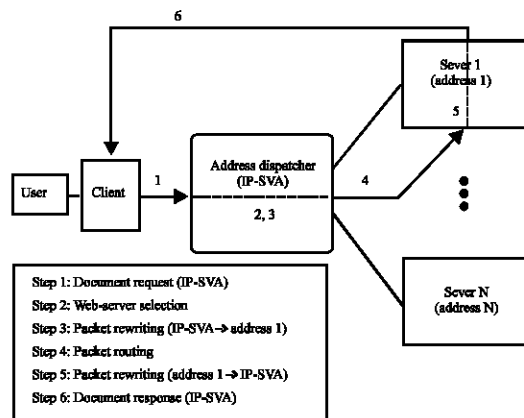 6
Sever 1
(address 1)
5
Address dispatcher
(IP-SVA)
User
Client
1
4
2, 3
Sever N
(address N)
Step 1: Document request (IP-SVA)
Step 2: Web-server selection
Step 3: Packet rewriting (IP-SVA→address 1)
Step 4: Packet routing
Step 5: Packet rewriting (address 1→IP-SVA)
Step 6: Document response (IP-SVA)